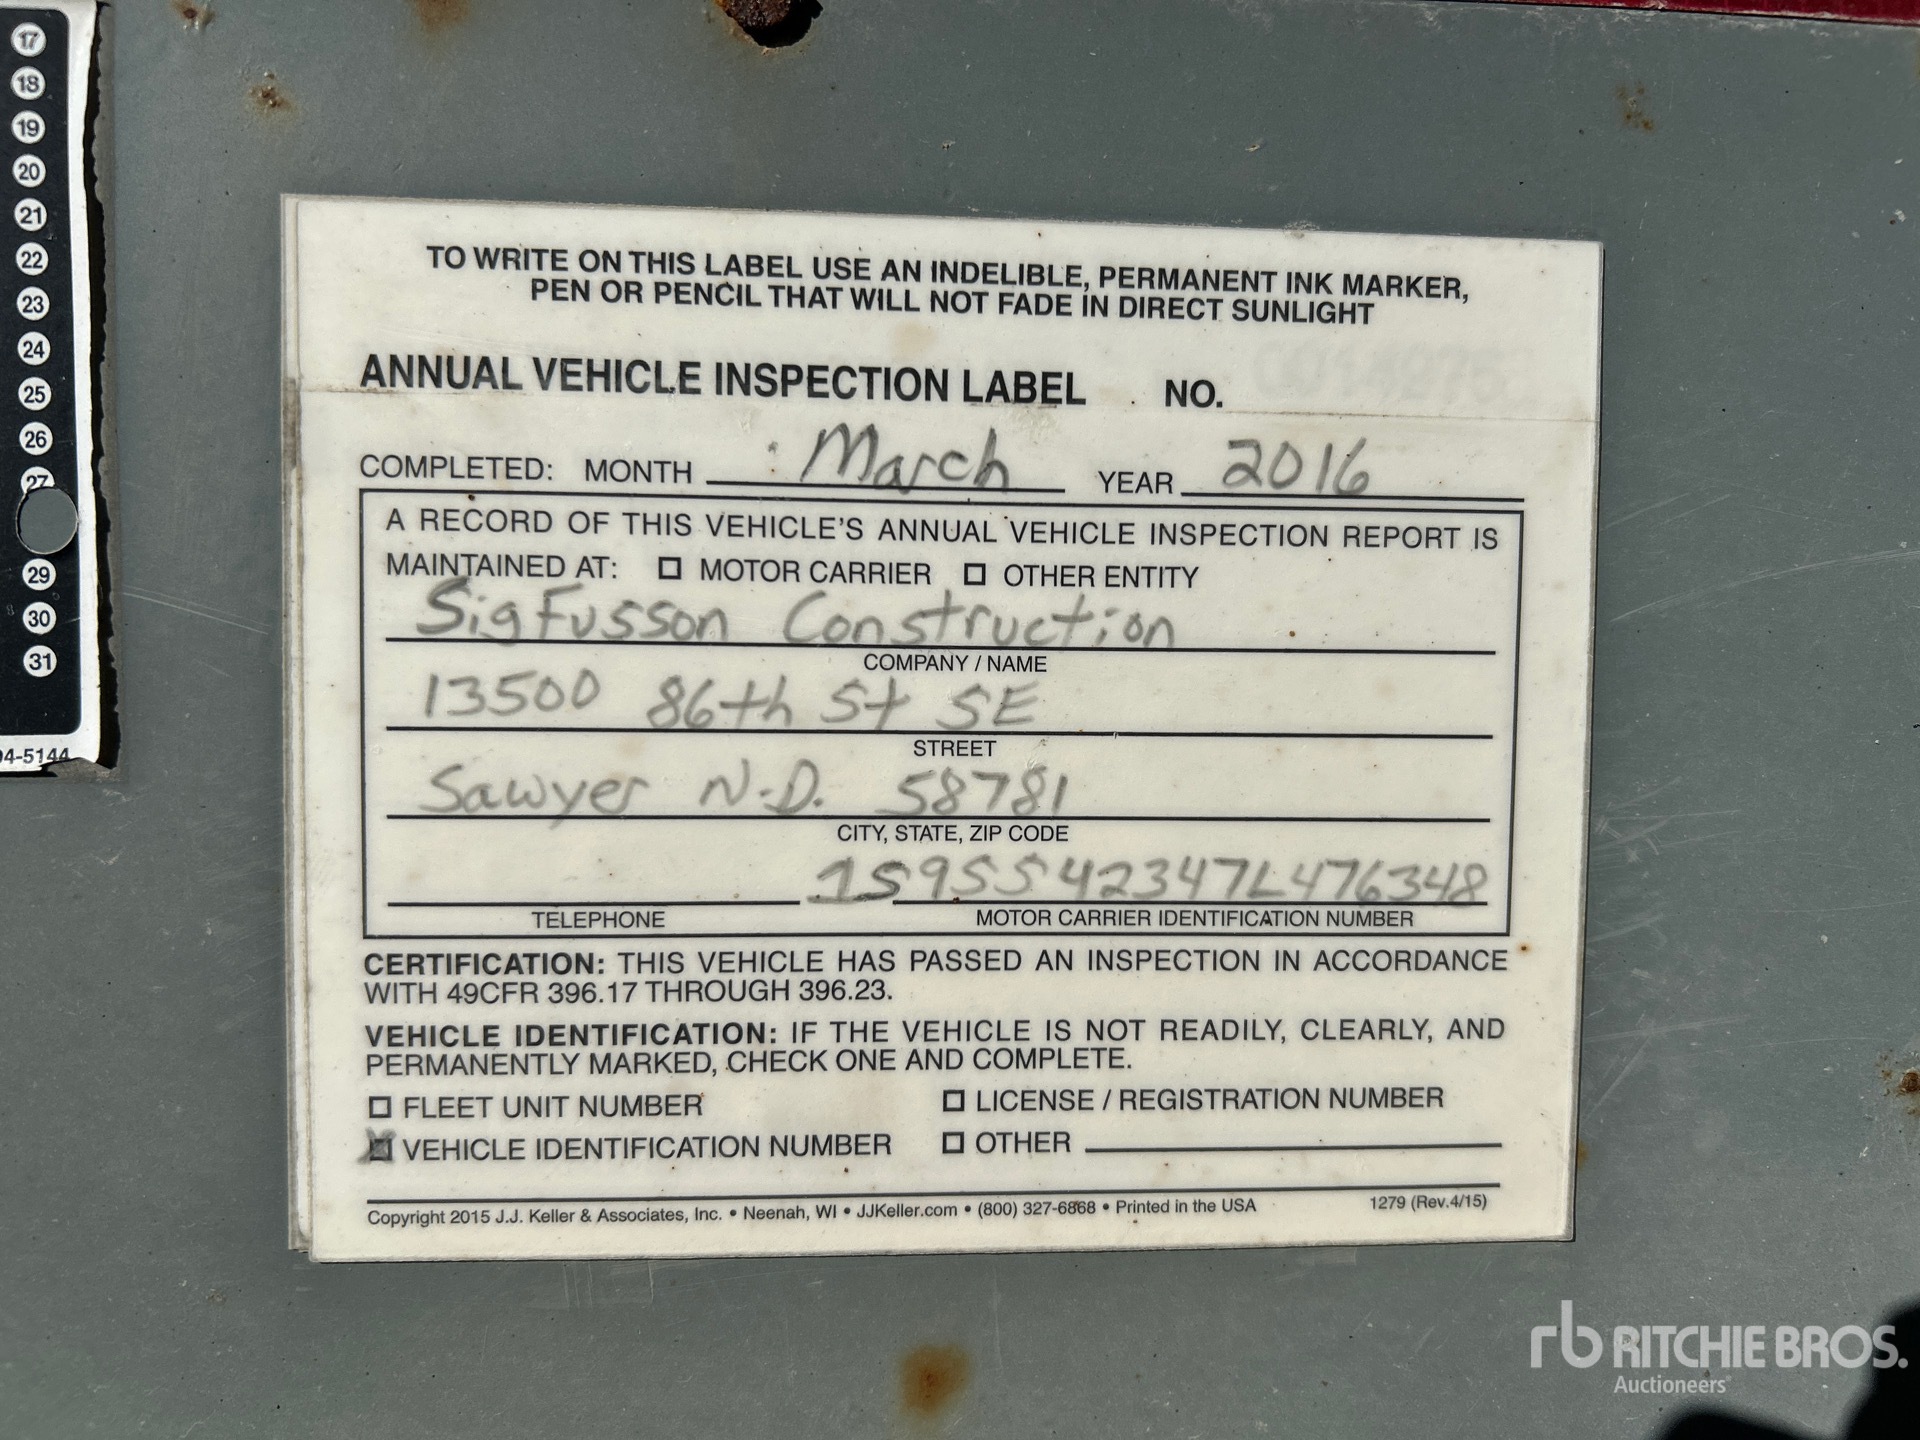 17
18
19
20
21
22
23
24
25
26
27
29
30
31
94-5144
TO WRITE ON THIS LABEL USE AN INDELIBLE, PERMANENT INK MARKER,
PEN OR PENCIL THAT WILL NOT FADE IN DIRECT SUNLIGHT
ANNUAL VEHICLE INSPECTION LABEL NO.
COMPLETED: MONTH March YEAR 2016
A RECORD OF THIS VEHICLE'S ANNUAL VEHICLE INSPECTION REPORT IS
MAINTAINED AT: MOTOR CARRIER OTHER ENTITY
SigFusson Construction
COMPANY / NAME
13500 86th St SE
STREET
Sawyer N.D. 58781
CITY, STATE, ZIP CODE
1S9SS42347L476348
TELEPHONE MOTOR CARRIER IDENTIFICATION NUMBER
CERTIFICATION: THIS VEHICLE HAS PASSED AN INSPECTION IN ACCORDANCE
WITH 49CFR 396.17 THROUGH 396.23.
VEHICLE IDENTIFICATION: IF THE VEHICLE IS NOT READILY, CLEARLY, AND
PERMANENTLY MARKED, CHECK ONE AND COMPLETE.
FLEET UNIT NUMBER LICENSE / REGISTRATION NUMBER
VEHICLE IDENTIFICATION NUMBER OTHER
Copyright 2015 J.J. Keller & Associates, Inc. • Neenah, WI • JJKeller.com • (800) 327-6868 • Printed in the USA 1279 (Rev.4/15)
rb RITCHIE BROS.
Auctioneers